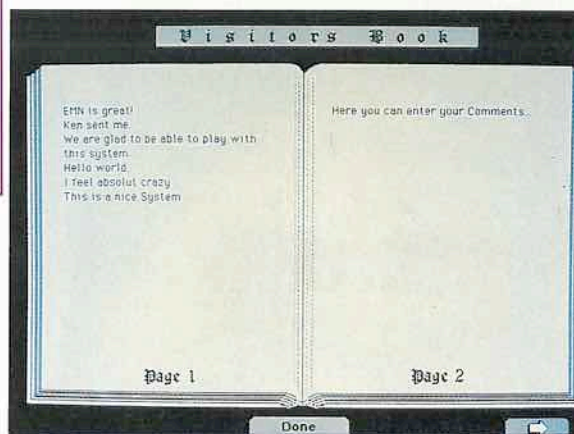 Visitors Book
EMN is great!
Ken sent me.
We are glad to be able to play with
this system.
Hello world,
I feel absolut crazy
This is a nice System
Page 1
Here you can enter your Comments..
Page 2
Done